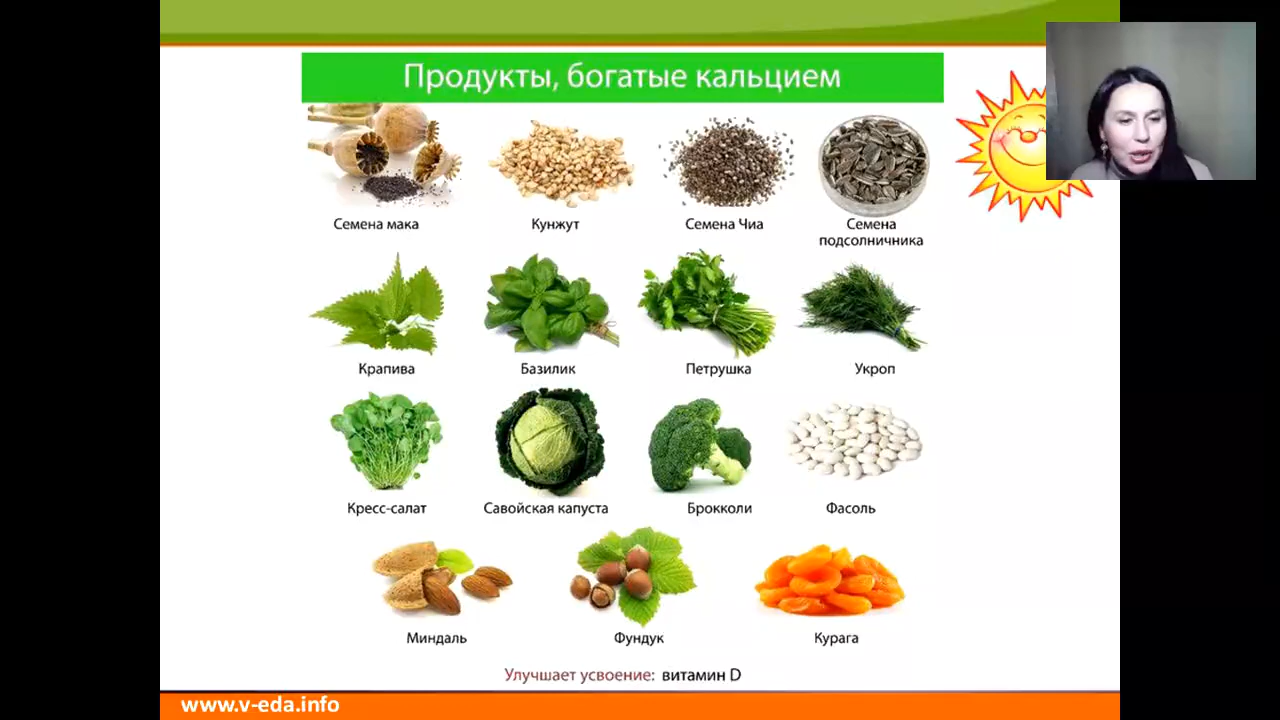 Продукты, богатые кальцием
Семена мака
Кунжут
Семена Чиа
Семена
подсолничника
Крапива
Базилик
Петрушка
Укроп
Кресс-салат
Савойская капуста
Брокколи
Фасоль
Миндаль
Фундук
Курага
Улучшает усвоение: витамин D
www.v-eda.info